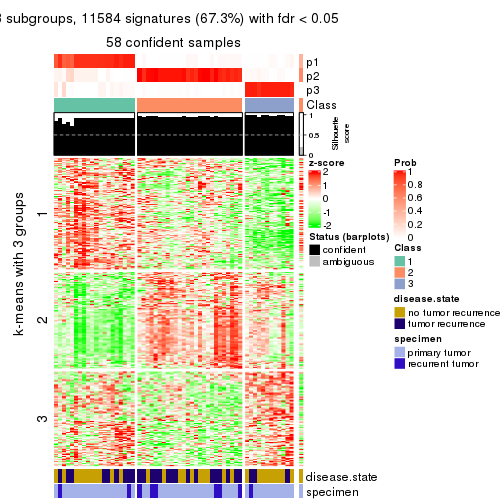 3 subgroups, 11584 signatures (67.3%) with fdr < 0.05
58 confident samples
p1
p2
p3
Class
1
0.5
0
Silhouette
score
k-means with 3 groups
1
2
3
z-score
2
1
0
-1
-2
Status (barplots)
confident
ambiguous
Prob
1
0.8
0.6
0.4
0.2
0
Class
1
2
3
disease.state
no tumor recurrence
tumor recurrence
specimen
primary tumor
recurrent tumor
disease.state
specimen